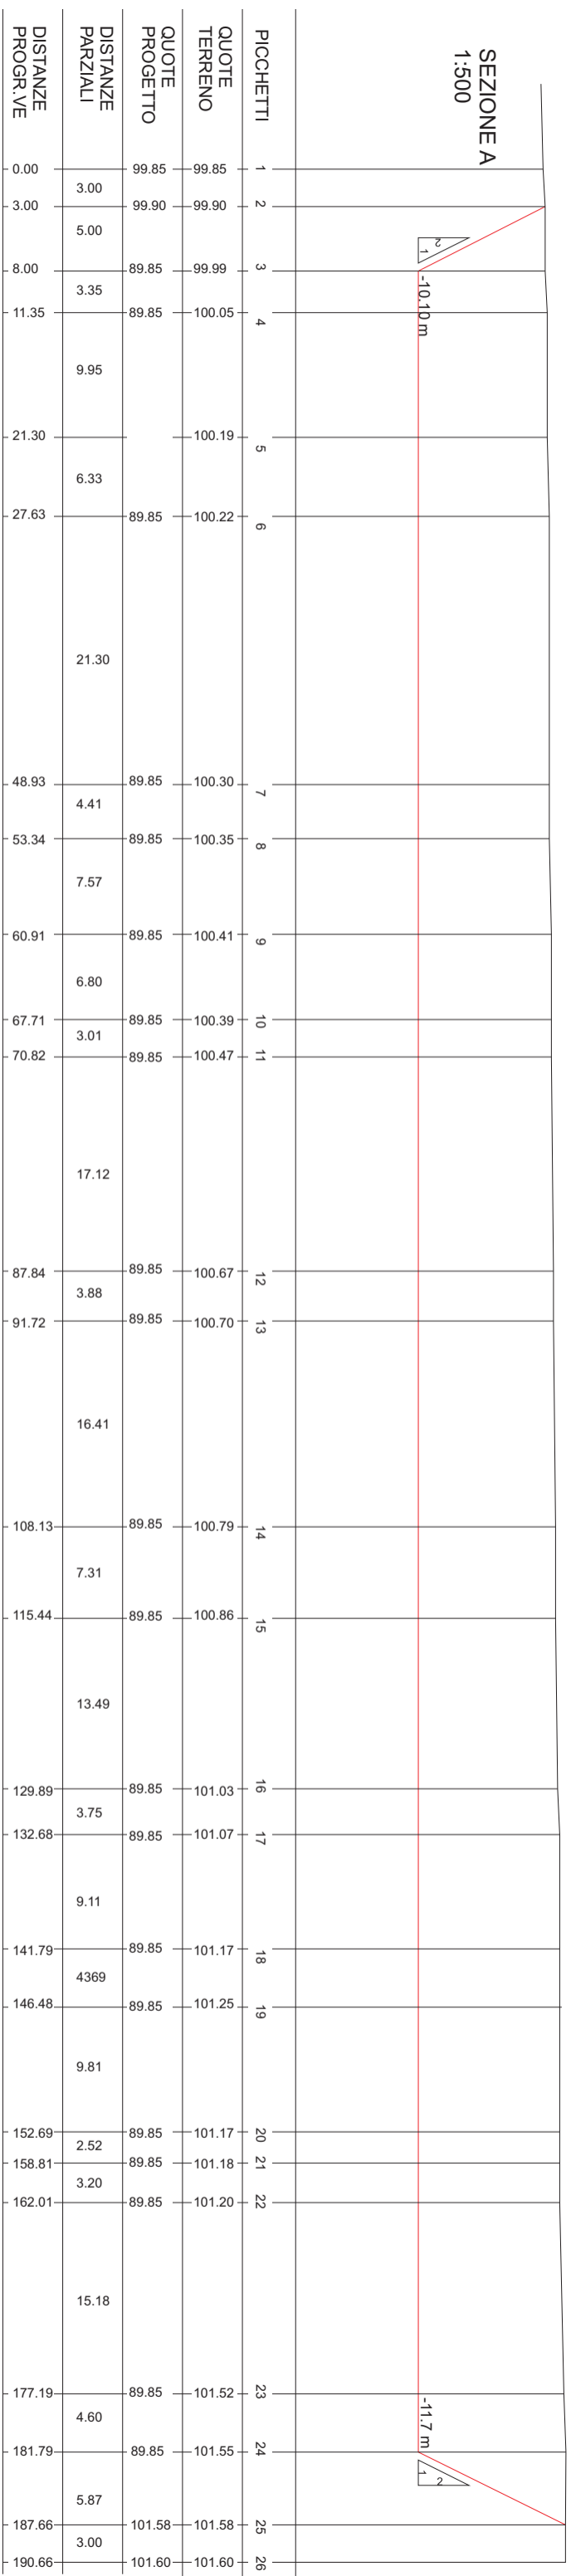 SEZIONE A
1:500
2
1
-10.10 m
-11.7 m
1
2
PICCHETTI 1 2 3 4 5 6 7 8 9 10 11 12 13 14 15 16 17 18 19 20 21 22 23 24 25 26
QUOTE
TERRENO
99.85 99.90 99.99 100.05 100.19 100.22 100.30 100.35 100.41 100.39 100.47 100.67 100.70 100.79 100.86 101.03 101.07 101.17 101.25 101.17 101.18 101.20 101.52 101.55 101.58 101.60
QUOTE
PROGETTO
99.85 99.90 89.85 89.85 89.85 89.85 89.85 89.85 89.85 89.85 89.85 89.85 89.85 89.85 89.85 89.85 89.85 89.85 89.85 89.85 89.85 89.85 89.85 101.58 101.60
DISTANZE
PARZIALI
3.00 5.00 3.35 9.95 6.33 21.30 4.41 7.57 6.80 3.01 17.12 3.88 16.41 7.31 13.49 3.75 9.11 4369 9.81 2.52 3.20 15.18 4.60 5.87 3.00
DISTANZE
PROGR.VE
0.00 3.00 8.00 11.35 21.30 27.63 48.93 53.34 60.91 67.71 70.82 87.84 91.72 108.13 115.44 129.89 132.68 141.79 146.48 152.69 158.81 162.01 177.19 181.79 187.66 190.66